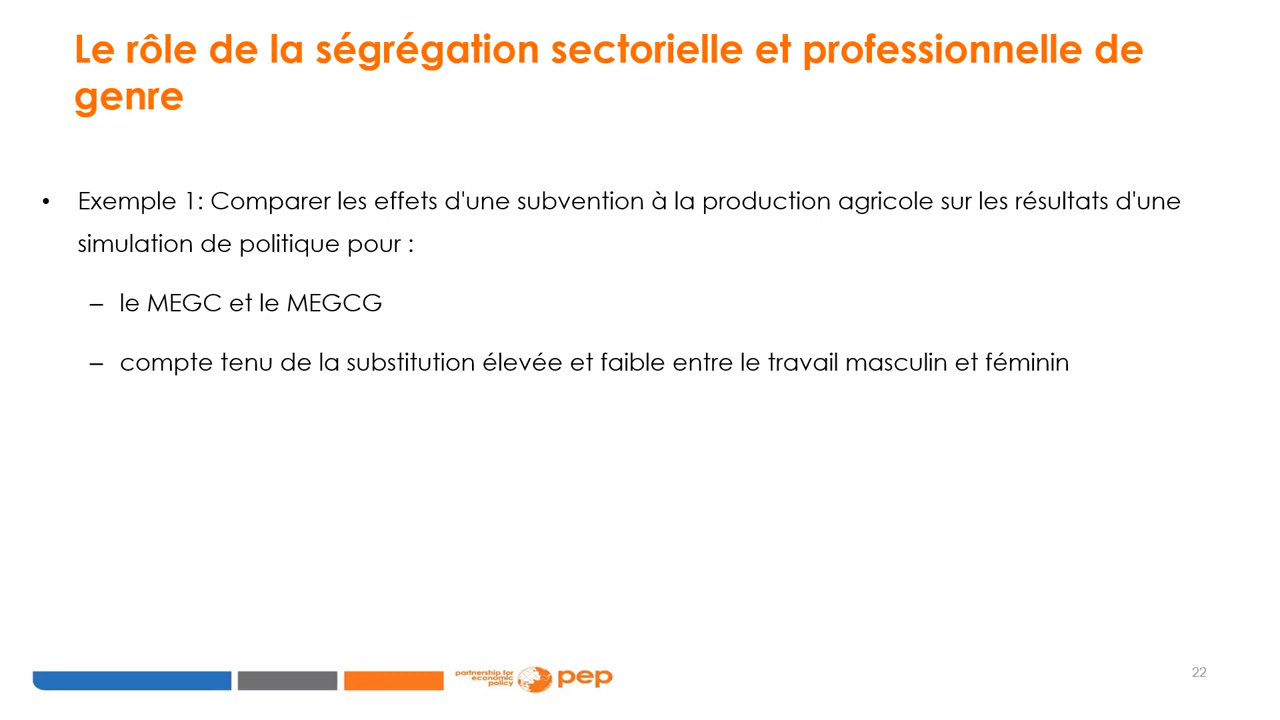 Le rôle de la ségrégation sectorielle et professionnelle de
genre
• Exemple 1: Comparer les effets d'une subvention à la production agricole sur les résultats d'une
simulation de politique pour :
– le MEGC et le MEGCG
– compte tenu de la substitution élevée et faible entre le travail masculin et féminin
partnership for
economic
policy
pep
22